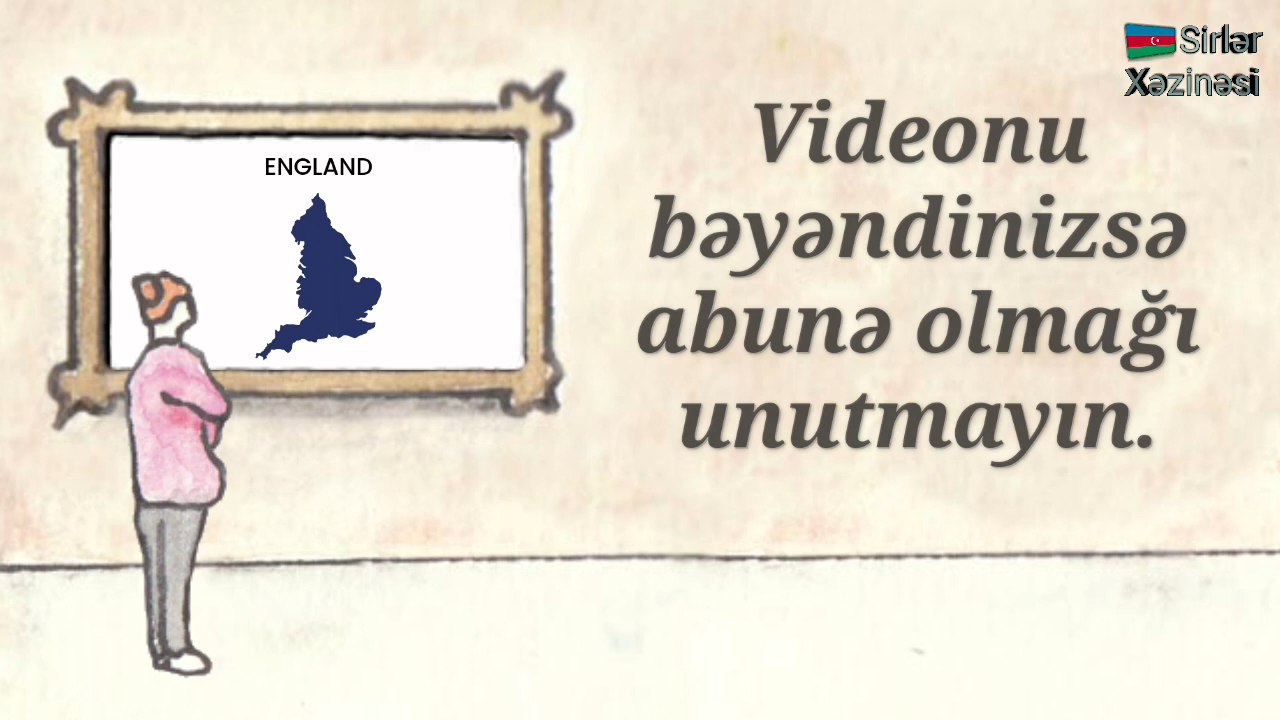 Sirlər
Xəzinəsi
ENGLAND
Videonu
bəyəndinizsə
abunə olmağı
unutmayın.